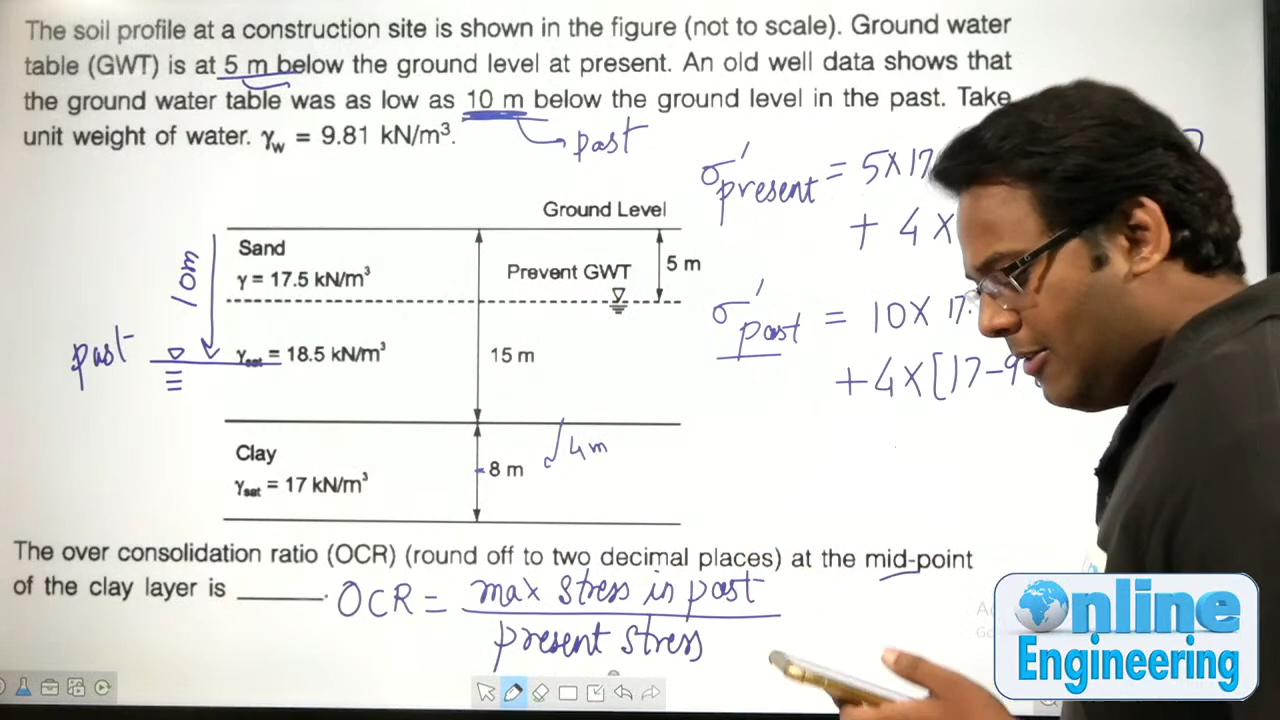 The soil profile at a construction site is shown in the figure (not to scale). Ground water
table (GWT) is at 5 m below the ground level at present. An old well data shows that
the ground water table was as low as 10 m below the ground level in the past. Take
unit weight of water. γw = 9.81 kN/m³.
past
σ'present = 5×17
+ 4×
σ'past = 10×17.
+4×[17-9
Ground Level
Sand
γ = 17.5 kN/m³
Prevent GWT
5 m
10m
past
γsat = 18.5 kN/m³
15 m
4m
Clay
γsat = 17 kN/m³
8 m
The over consolidation ratio (OCR) (round off to two decimal places) at the mid-point
of the clay layer is ______.
OCR = max stress in past
present stress
Online
Engineering